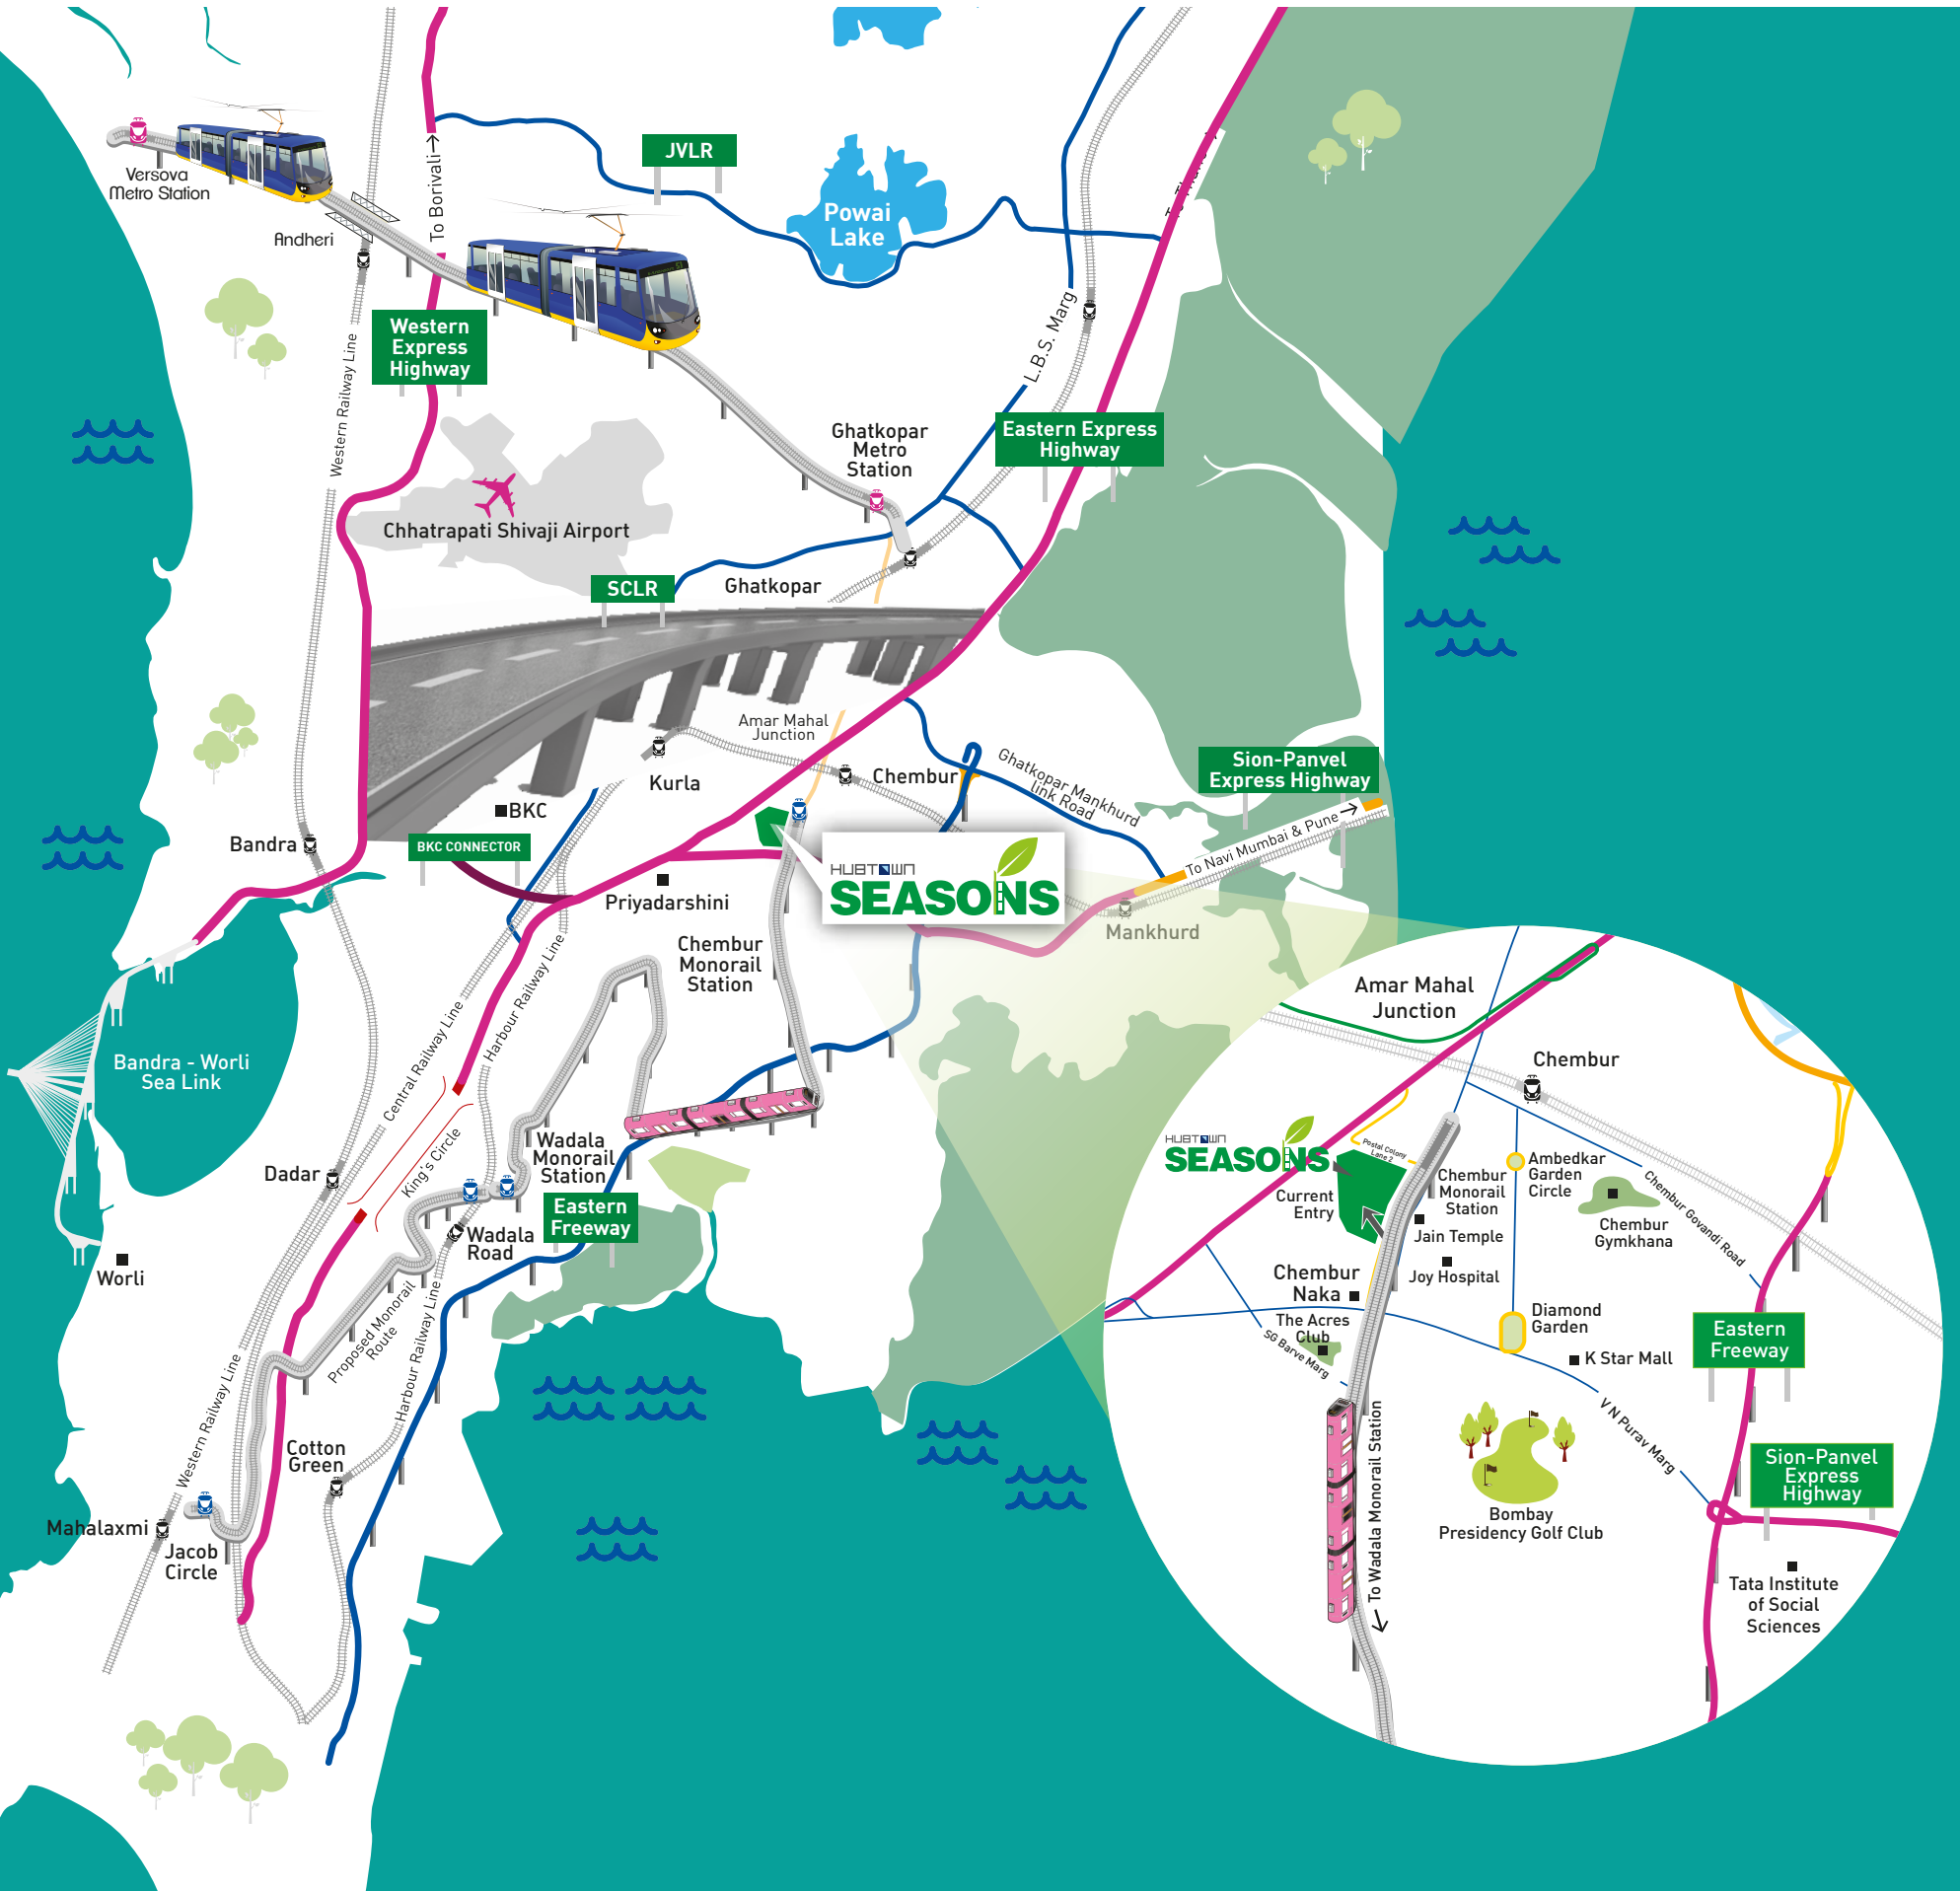 Versova
Metro Station
Andheri
To Borivali
JVLR
Powai
Lake
Western
Express
Highway
Western Railway Line
L.B.S. Marg
Eastern Express
Highway
Ghatkopar
Metro
Station
Chhatrapati Shivaji Airport
SCLR
Ghatkopar
Amar Mahal
Junction
Kurla
Chembur
Ghatkopar Mankhurd
link Road
Sion-Panvel
Express Highway
To Navi Mumbai & Pune
BKC
Bandra
BKC CONNECTOR
HUBTOWN
SEASONS
Priyadarshini
Mankhurd
Chembur
Monorail
Station
Harbour Railway Line
Central Railway Line
Bandra - Worli
Sea Link
King's Circle
Wadala
Monorail
Station
Dadar
Eastern
Freeway
Wadala
Road
Worli
Proposed Monorail
Route
Harbour Railway Line
Western Railway Line
Cotton
Green
Mahalaxmi
Jacob
Circle
Amar Mahal
Junction
Chembur
HUBTOWN
SEASONS
Postal Colony
Lane 2
Current
Entry
Chembur
Monorail
Station
Ambedkar
Garden
Circle
Chembur
Gymkhana
Chembur Govandi Road
Jain Temple
Joy Hospital
Chembur
Naka
The Acres
Club
SG Barve Marg
Diamond
Garden
K Star Mall
Eastern
Freeway
V N Purav Marg
To Wadala Monorail Station
Sion-Panvel
Express
Highway
Bombay
Presidency Golf Club
Tata Institute
of Social
Sciences